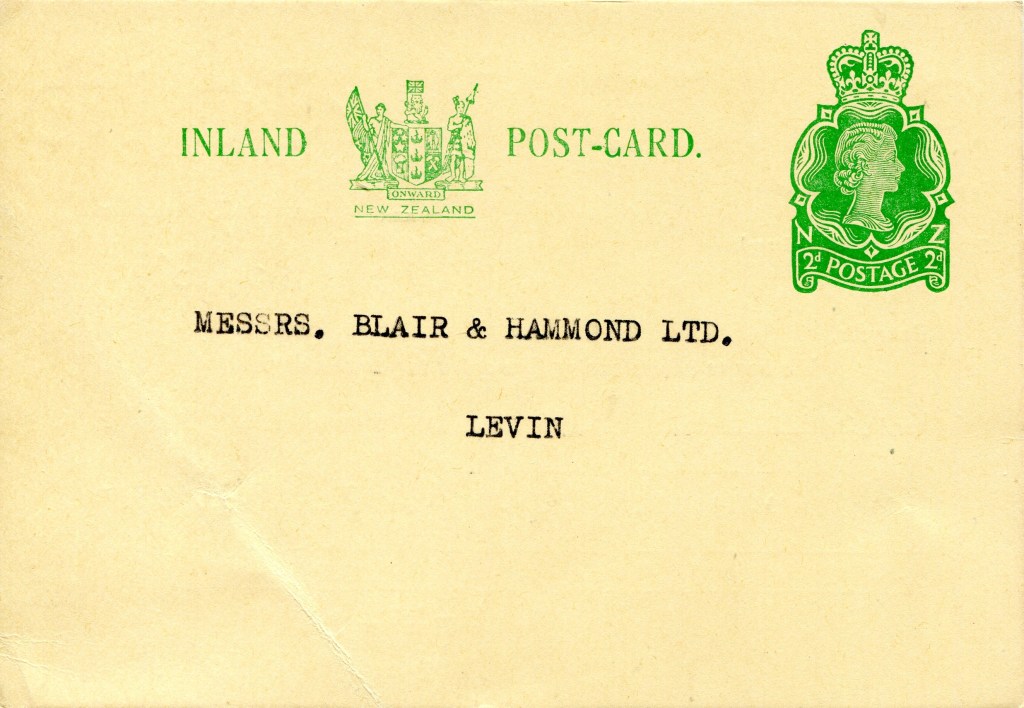 INLAND POST-CARD.
ONWARD
NEW ZEALAND
N Z
2d POSTAGE 2d
MESSRS. BLAIR & HAMMOND LTD.
LEVIN